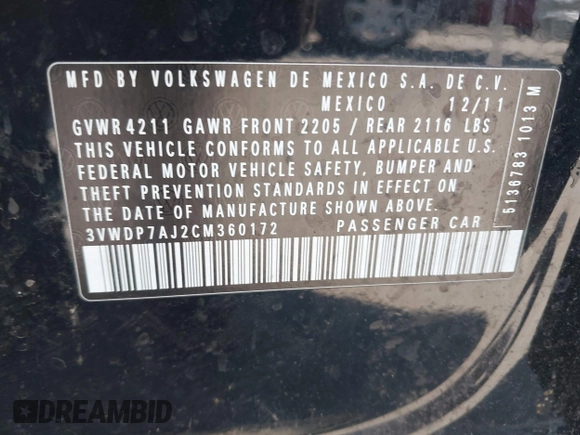 MFD BY VOLKSWAGEN DE MEXICO S.A. DE C.V.
MEXICO 12/11
GVWR 4211 GAWR FRONT 2205 / REAR 2116 LBS
THIS VEHICLE CONFORMS TO ALL APPLICABLE U.S.
FEDERAL MOTOR VEHICLE SAFETY, BUMPER AND
THEFT PREVENTION STANDARDS IN EFFECT ON
THE DATE OF MANUFACTURE SHOWN ABOVE.
3VWDP7AJ2CM360172 PASSENGER CAR
5136783 1013 M
DREAMBID